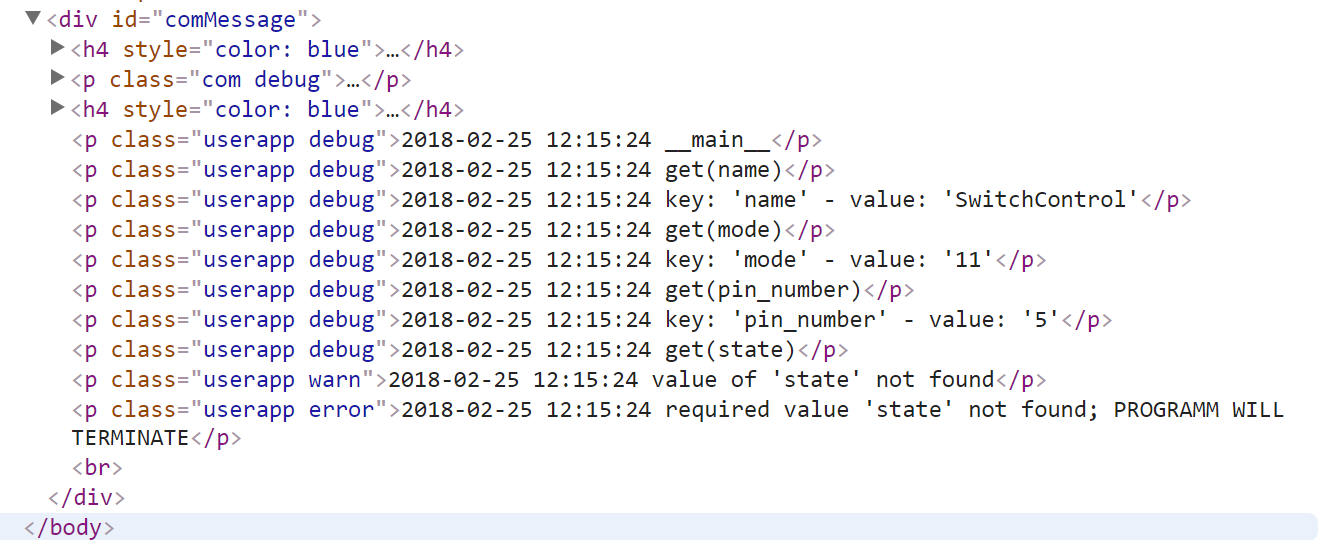 ▼<div id="comMessage">
▶<h4 style="color: blue">…</h4>
▶<p class="com debug">…</p>
▶<h4 style="color: blue">…</h4>
<p class="userapp debug">2018-02-25 12:15:24 __main__</p>
<p class="userapp debug">2018-02-25 12:15:24 get(name)</p>
<p class="userapp debug">2018-02-25 12:15:24 key: 'name' - value: 'SwitchControl'</p>
<p class="userapp debug">2018-02-25 12:15:24 get(mode)</p>
<p class="userapp debug">2018-02-25 12:15:24 key: 'mode' - value: '11'</p>
<p class="userapp debug">2018-02-25 12:15:24 get(pin_number)</p>
<p class="userapp debug">2018-02-25 12:15:24 key: 'pin_number' - value: '5'</p>
<p class="userapp debug">2018-02-25 12:15:24 get(state)</p>
<p class="userapp warn">2018-02-25 12:15:24 value of 'state' not found</p>
<p class="userapp error">2018-02-25 12:15:24 required value 'state' not found; PROGRAMM WILL
TERMINATE</p>
<br>
</div>
</body>